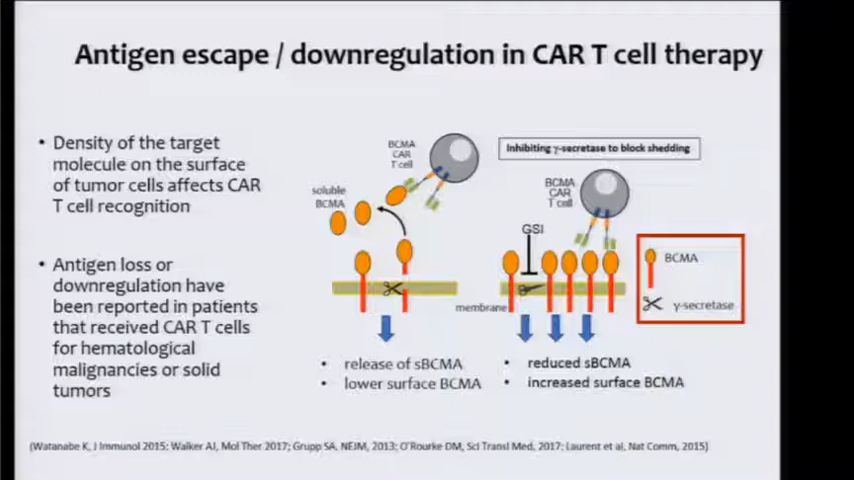 Antigen escape / downregulation in CAR T cell therapy
• Density of the target
molecule on the surface
of tumor cells affects CAR
T cell recognition
• Antigen loss or
downregulation have
been reported in patients
that received CAR T cells
for hematological
malignancies or solid
tumors
BCMA
CAR
T cell
soluble
BCMA
• release of sBCMA
• lower surface BCMA
Inhibiting γ-secretase to block shedding
BCMA
CAR
T cell
GSI
membrane
• reduced sBCMA
• increased surface BCMA
BCMA
γ-secretase
(Watanabe K, J Immunol 2015; Walker AJ, Mol Ther 2017; Grupp SA, NEJM, 2013; O'Rourke DM, Sci Transl Med, 2017; Laurent et al, Nat Comm, 2015)